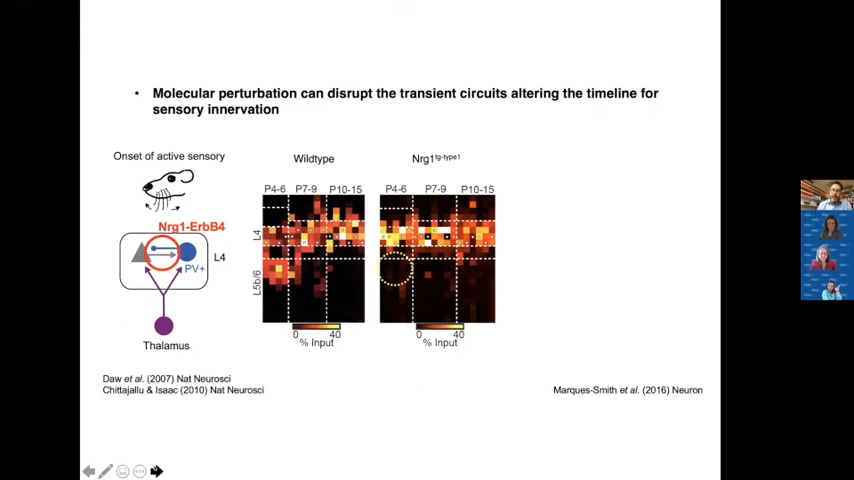 • Molecular perturbation can disrupt the transient circuits altering the timeline for
sensory innervation
Onset of active sensory
Nrg1-ErbB4
PV+
L4
Thalamus
Wildtype
P4-6 P7-9 P10-15
L4
L5b/6
0 40
% Input
Nrg1tg-type1
P4-6 P7-9 P10-15
0 40
% Input
Daw et al. (2007) Nat Neurosci
Chittajallu & Isaac (2010) Nat Neurosci
Marques-Smith et al. (2016) Neuron